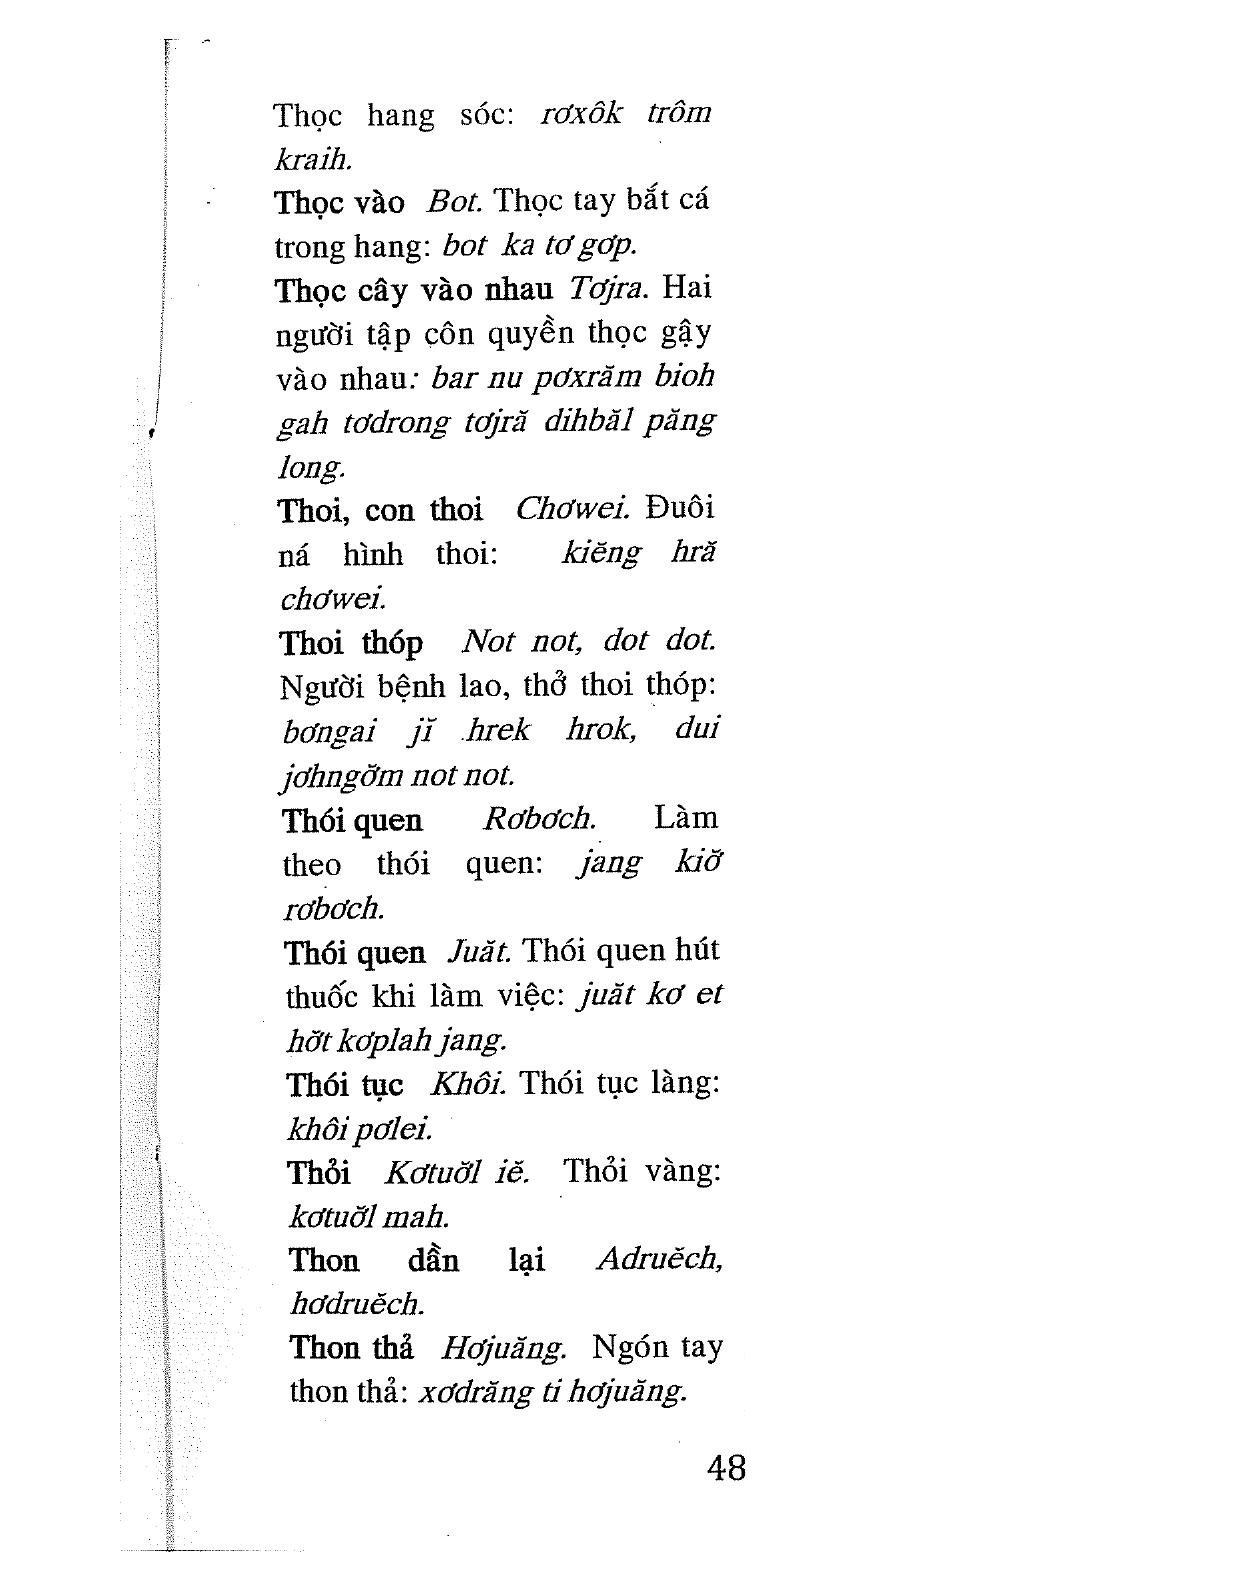 Thọc hang sóc: rơxôk trôm
kraih.
Thọc vào Bot. Thọc tay bắt cá
trong hang: bot ka tơ gơp.
Thọc cây vào nhau Tơjra. Hai
người tập côn quyền thọc gậy
vào nhau: bar nu pơxrăm bioh
gah tơdrong tơjră dihbăl păng
long.
Thoi, con thoi Chơwei. Đuôi
ná hình thoi: kiĕng hră
chơwei.
Thoi thóp Not not, dot dot.
Người bệnh lao, thở thoi thóp:
bơngai jĭ hrek hrok, dui
jơhngơ̆m not not.
Thói quen Rơbơch. Làm
theo thói quen: jang kiơ̆
rơbơch.
Thói quen Juăt. Thói quen hút
thuốc khi làm việc: juăt kơ et
hơ̆t kơplah jang.
Thói tục Khôi. Thói tục làng:
khôi pơlei.
Thỏi Kơtuơ̆l iĕ. Thỏi vàng:
kơtuơ̆l mah.
Thon dần lại Adruĕch,
hơdruĕch.
Thon thả Hơjuăng. Ngón tay
thon thả: xơdrăng ti hơjuăng.
48